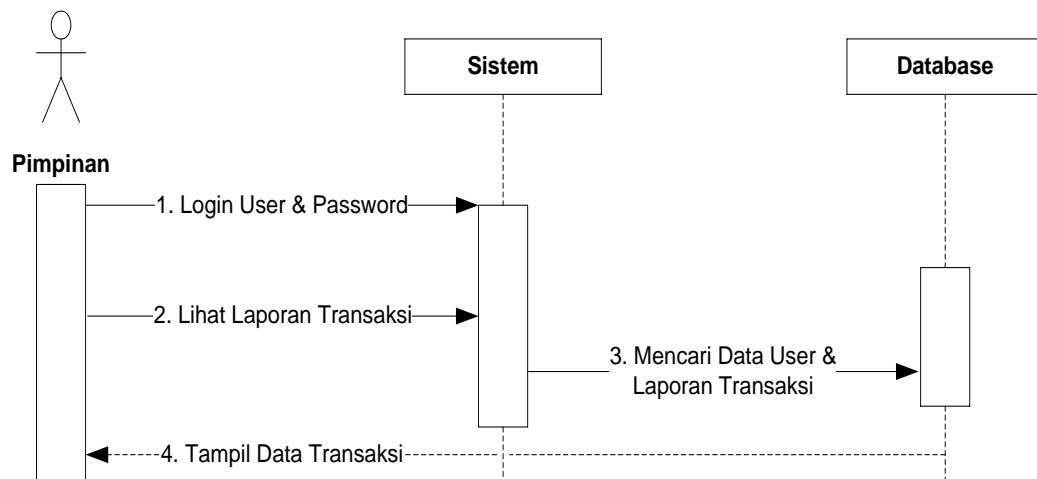 Sistem
Database
Pimpinan
1. Login User & Password
2. Lihat Laporan Transaksi
3. Mencari Data User &
Laporan Transaksi
4. Tampil Data Transaksi